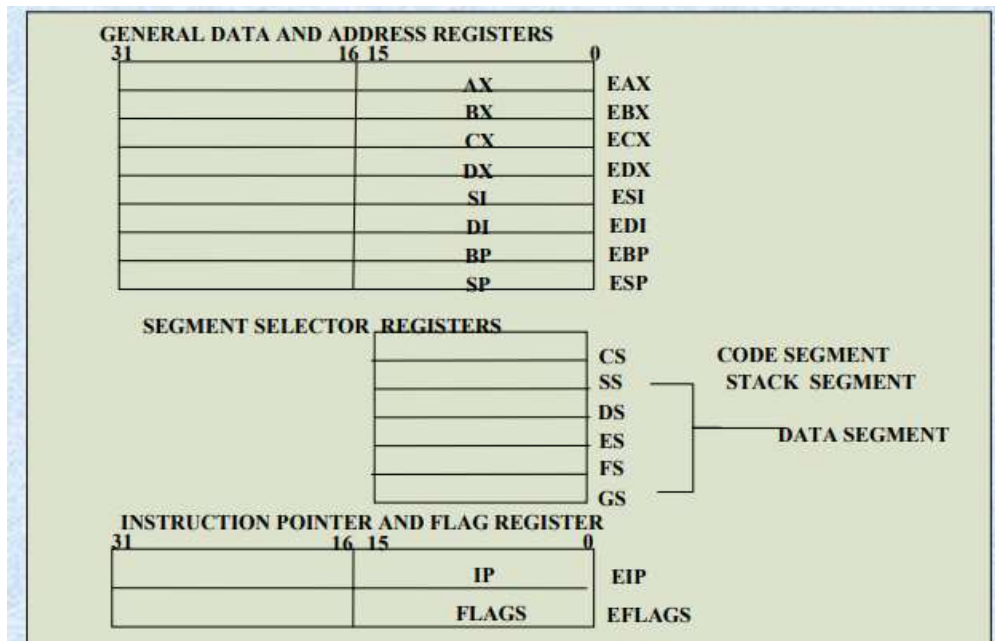 GENERAL DATA AND ADDRESS REGISTERS
31 16 15 0
AX EAX
BX EBX
CX ECX
DX EDX
SI ESI
DI EDI
BP EBP
SP ESP
SEGMENT SELECTOR REGISTERS
CS CODE SEGMENT
SS STACK SEGMENT
DS
ES DATA SEGMENT
FS
GS
INSTRUCTION POINTER AND FLAG REGISTER
31 16 15 0
IP EIP
FLAGS EFLAGS